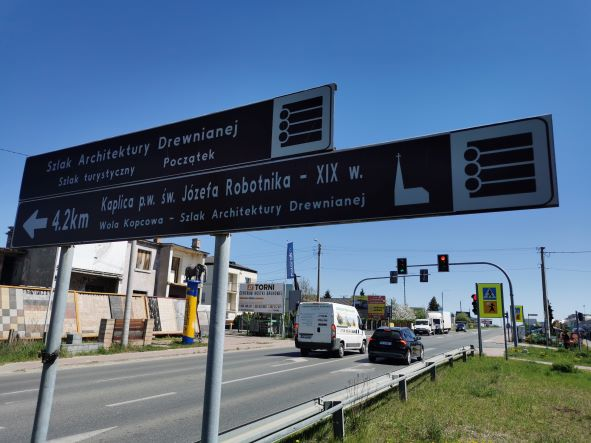 Szlak Architektury Drewnianej
Szlak turystyczny Początek
4.2km
Kaplica p.w. św. Józefa Robotnika - XIX w.
Wola Kopcowa - Szlak Architektury Drewnianej
TORNI